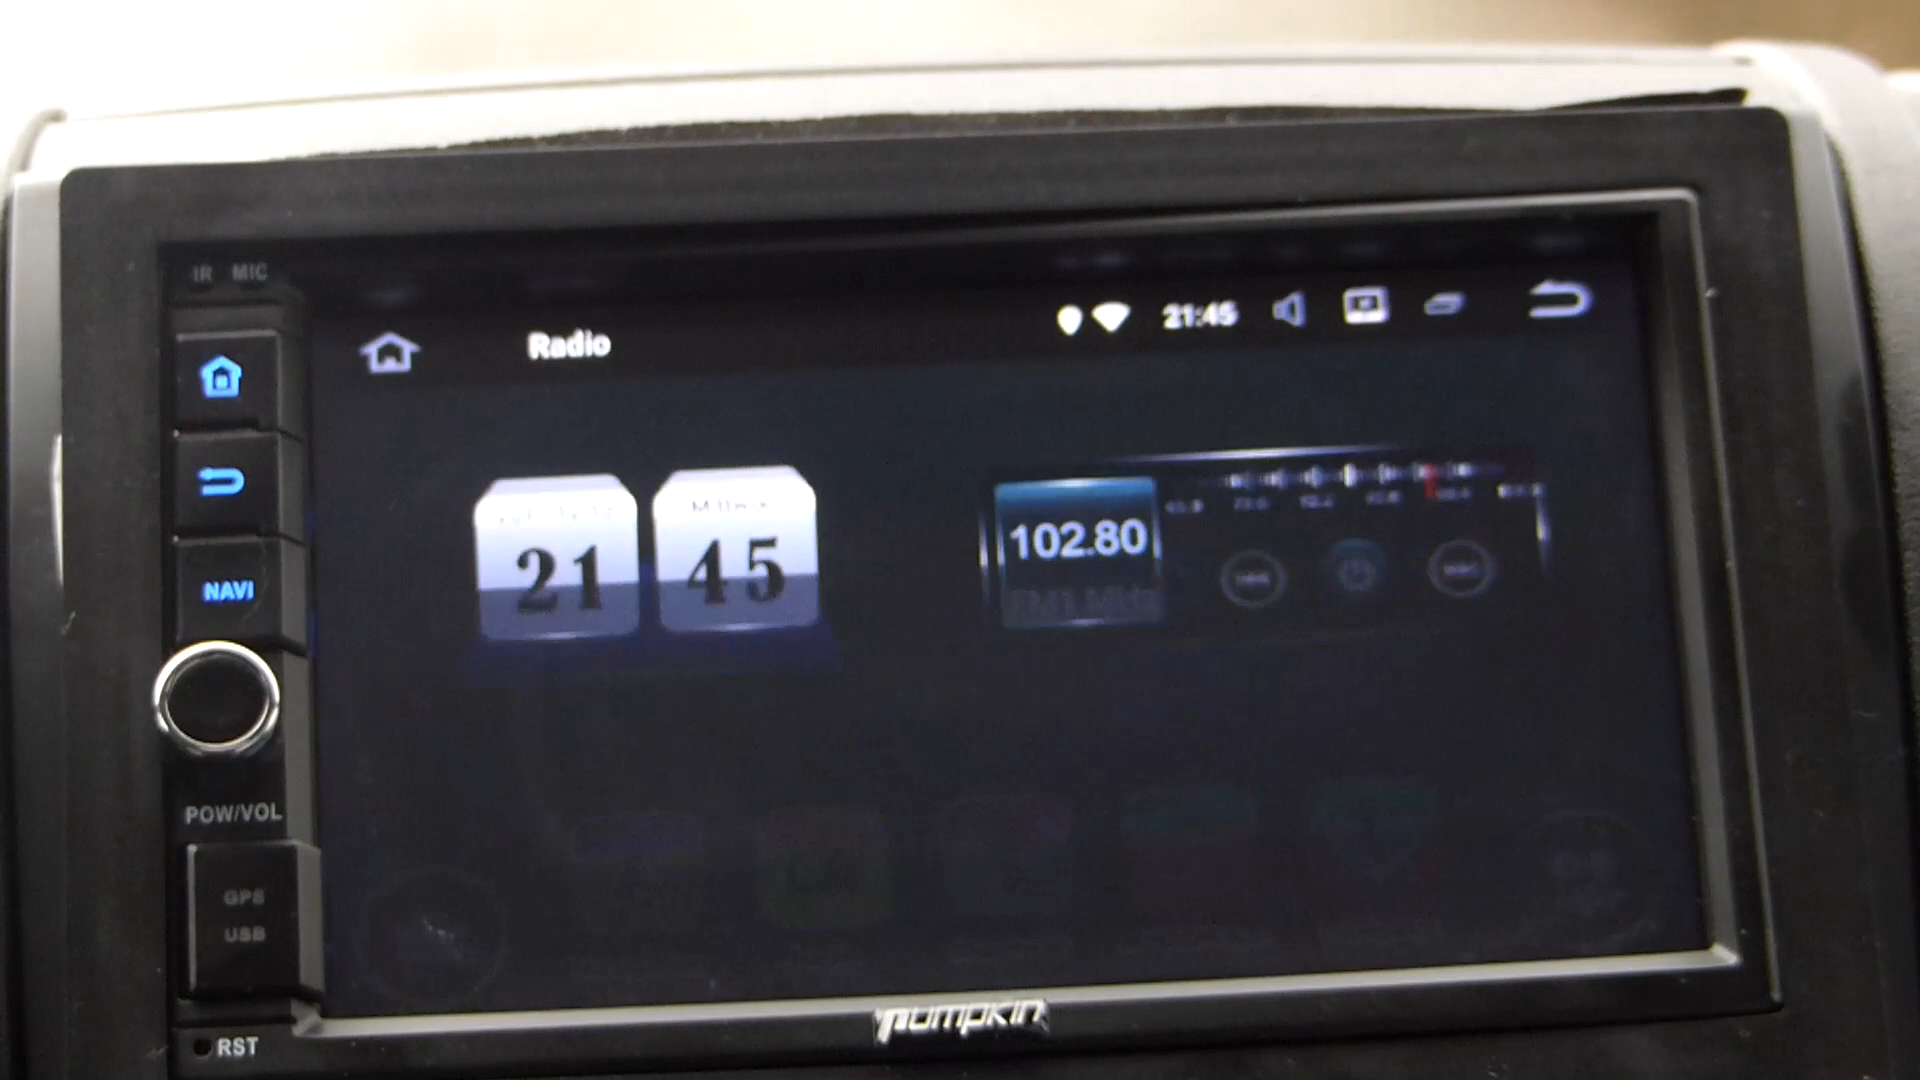 IR MIC
Radio
21:45
21
45
102.80
NAVI
POW/VOL
GPS
USB
RST
PUMPKIN